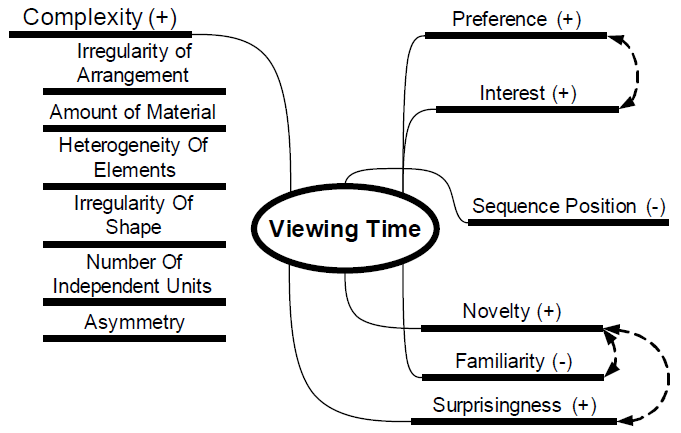 Complexity (+)
Irregularity of
Arrangement
Amount of Material
Heterogeneity Of
Elements
Irregularity Of
Shape
Number Of
Independent Units
Asymmetry
Viewing Time
Preference (+)
Interest (+)
Sequence Position (-)
Novelty (+)
Familiarity (-)
Surprisingness (+)